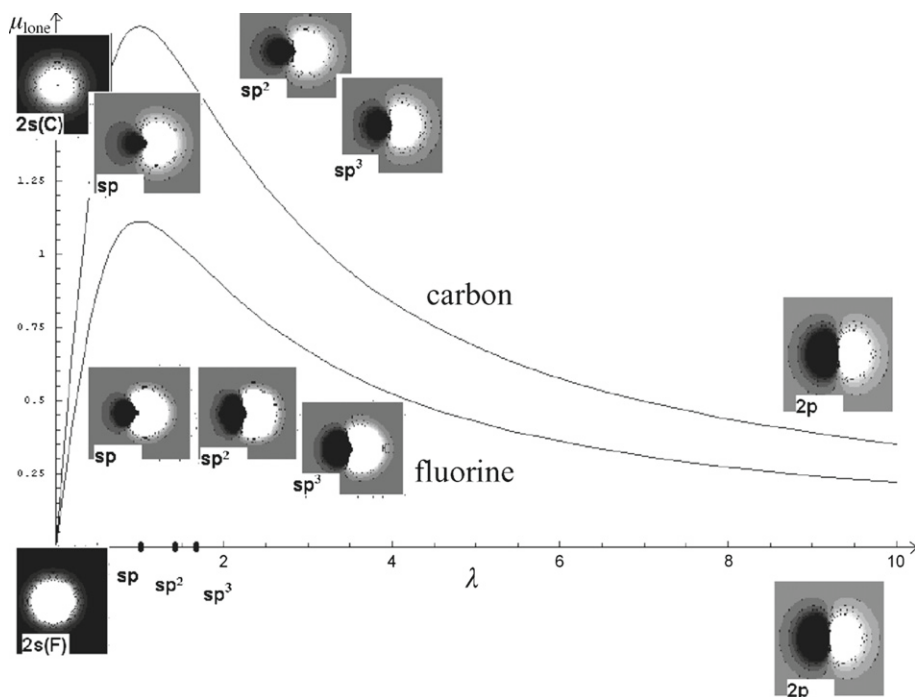 μlone
2s(C)
sp
sp²
sp³
1.25
1
0.75
0.5
0.25
carbon
2p
sp
sp²
sp³
fluorine
sp
sp²
sp³
2
4
6
8
10
λ
2s(F)
2p